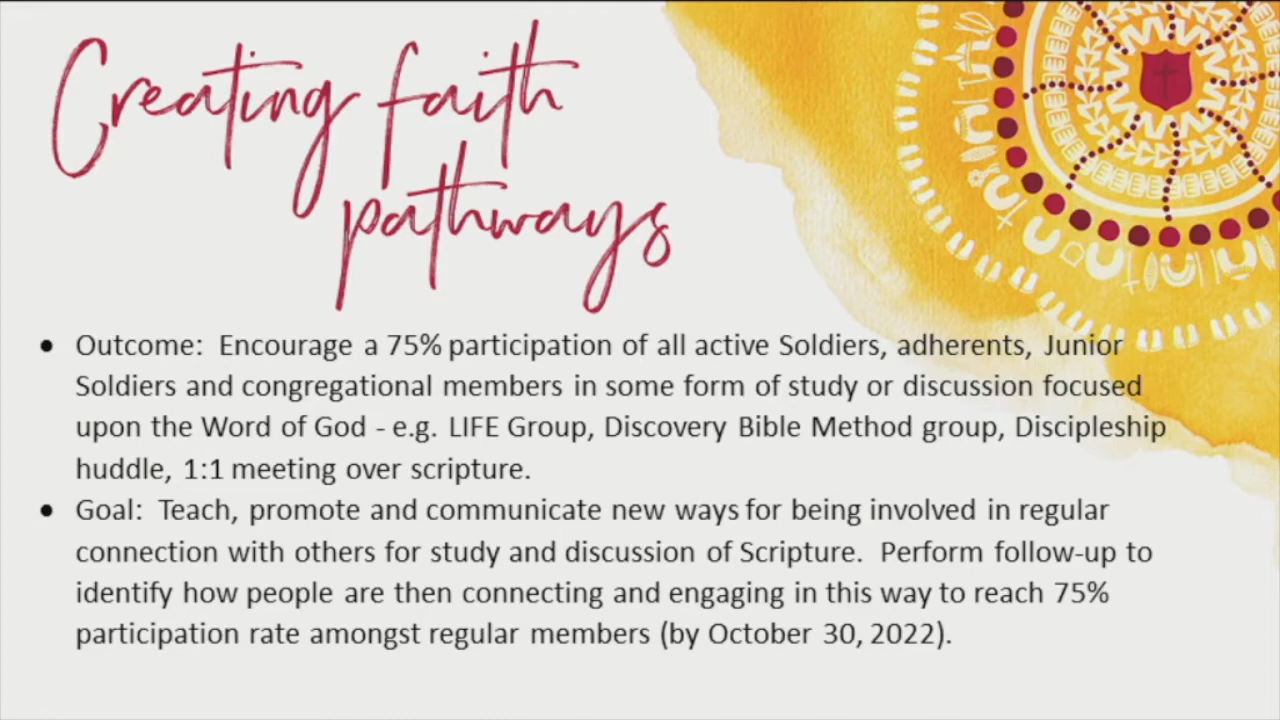 Creating faith
pathways
• Outcome: Encourage a 75% participation of all active Soldiers, adherents, Junior
Soldiers and congregational members in some form of study or discussion focused
upon the Word of God - e.g. LIFE Group, Discovery Bible Method group, Discipleship
huddle, 1:1 meeting over scripture.
• Goal: Teach, promote and communicate new ways for being involved in regular
connection with others for study and discussion of Scripture. Perform follow-up to
identify how people are then connecting and engaging in this way to reach 75%
participation rate amongst regular members (by October 30, 2022).